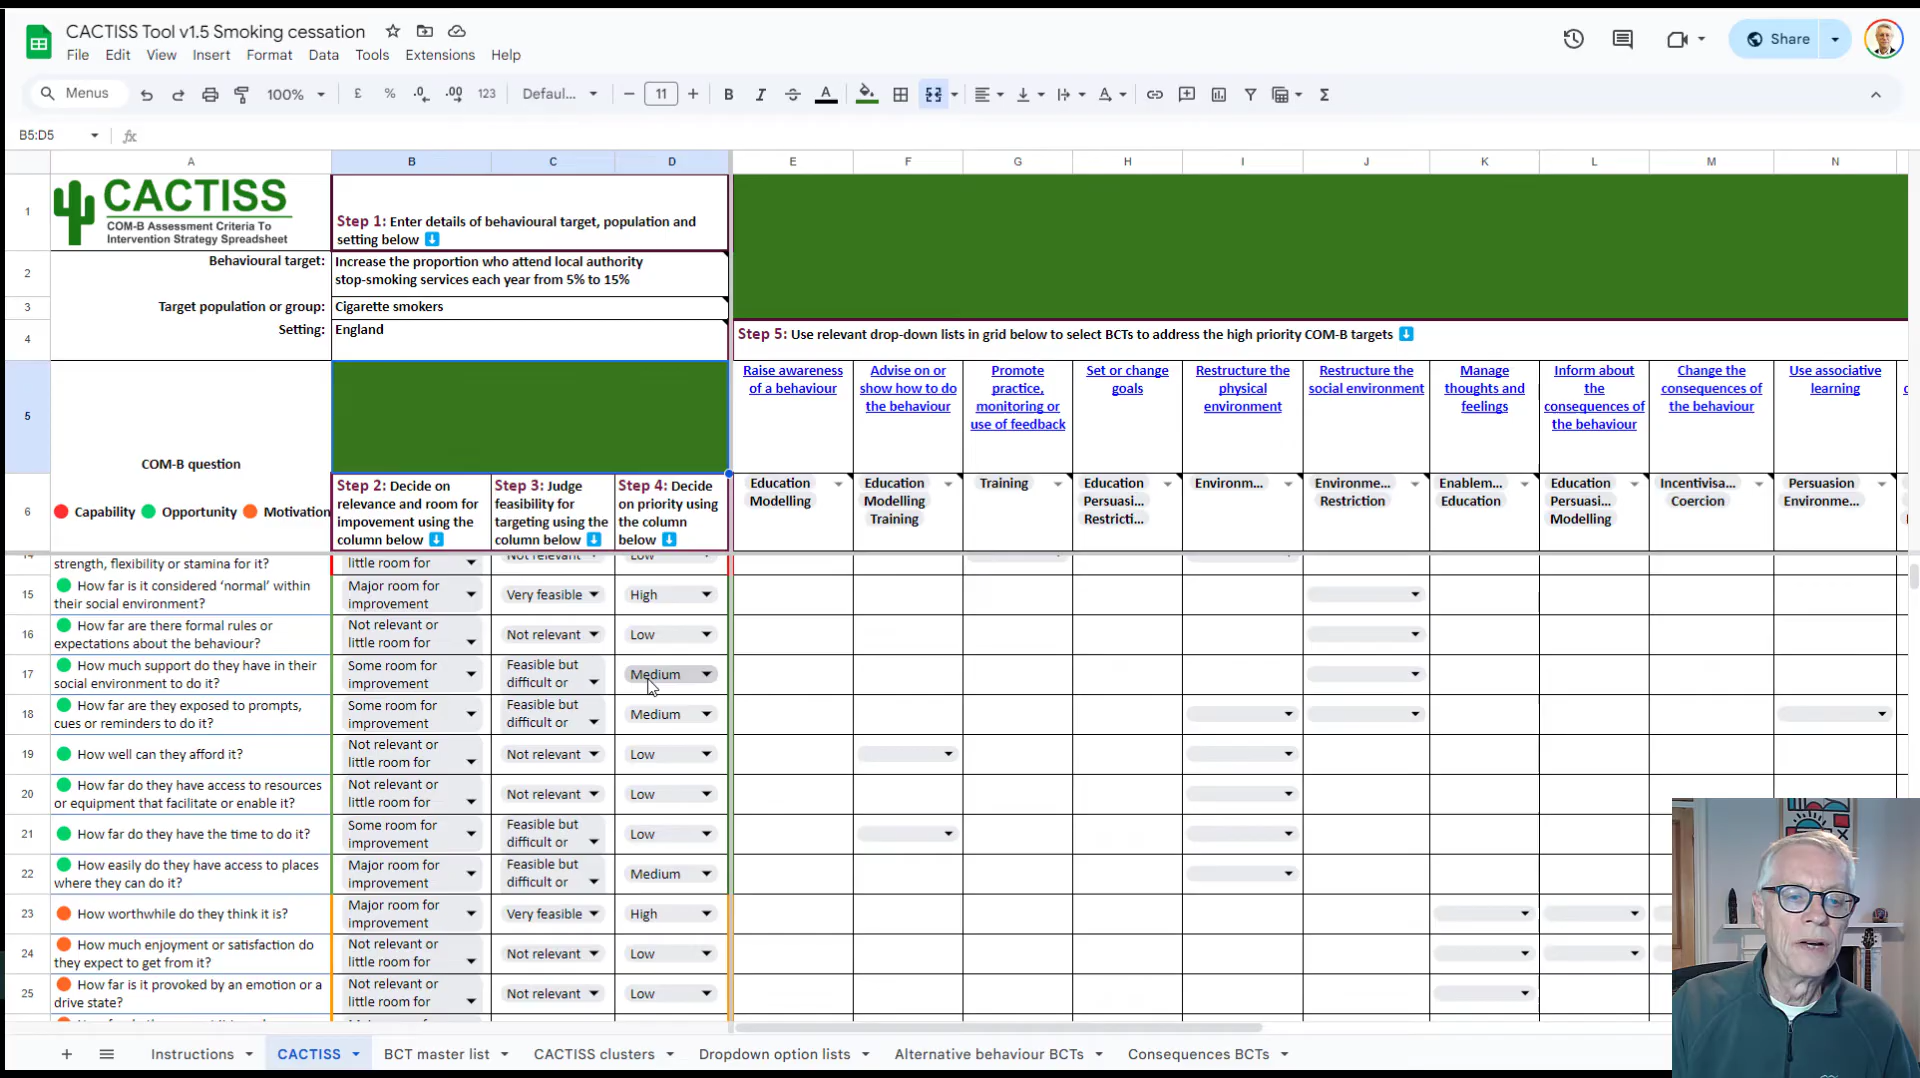 CACTISS Tool v1.5 Smoking cessation
File Edit View Insert Format Data Tools Extensions Help
Share
Menus 100% £ % .0 .00 123 Defaul... 11 B I A
B5:D5
A B C D E F G H I J K L M N
1
CACTISS
COM-B Assessment Criteria To
Intervention Strategy Spreadsheet
Step 1: Enter details of behavioural target, population and
setting below
2
Behavioural target:
Increase the proportion who attend local authority
stop-smoking services each year from 5% to 15%
3
Target population or group:
Cigarette smokers
4
Setting:
England
Step 5: Use relevant drop-down lists in grid below to select BCTs to address the high priority COM-B targets
5
COM-B question
Raise awareness
of a behaviour
Advise on or
show how to do
the behaviour
Promote
practice,
monitoring or
use of feedback
Set or change
goals
Restructure the
physical
environment
Restructure the
social environment
Manage
thoughts and
feelings
Inform about
the
consequences of
the behaviour
Change the
consequences of
the behaviour
Use associative
learning
6
Capability Opportunity Motivation
Step 2: Decide on
relevance and room for
impovement using the
column below
Step 3: Judge
feasibility for
targeting using the
column below
Step 4: Decide
on priority using
the column
below
Education
Modelling
Education
Modelling
Training
Training
Education
Persuasi...
Restricti...
Environm...
Environme...
Restriction
Enablem...
Education
Education
Persuasi...
Modelling
Incentivisa...
Coercion
Persuasion
Environme...
strength, flexibility or stamina for it?
little room for
Not relevant
Low
15
How far is it considered ‘normal’ within
their social environment?
Major room for
improvement
Very feasible
High
16
How far are there formal rules or
expectations about the behaviour?
Not relevant or
little room for
Not relevant
Low
17
How much support do they have in their
social environment to do it?
Some room for
improvement
Feasible but
difficult or
Medium
18
How far are they exposed to prompts,
cues or reminders to do it?
Some room for
improvement
Feasible but
difficult or
Medium
19
How well can they afford it?
Not relevant or
little room for
Not relevant
Low
20
How far do they have access to resources
or equipment that facilitate or enable it?
Not relevant or
little room for
Not relevant
Low
21
How far do they have the time to do it?
Some room for
improvement
Feasible but
difficult or
Low
22
How easily do they have access to places
where they can do it?
Major room for
improvement
Feasible but
difficult or
Medium
23
How worthwhile do they think it is?
Major room for
improvement
Very feasible
High
24
How much enjoyment or satisfaction do
they expect to get from it?
Not relevant or
little room for
Not relevant
Low
25
How far is it provoked by an emotion or a
drive state?
Not relevant or
little room for
Not relevant
Low
Instructions CACTISS BCT master list CACTISS clusters Dropdown option lists Alternative behaviour BCTs Consequences BCTs